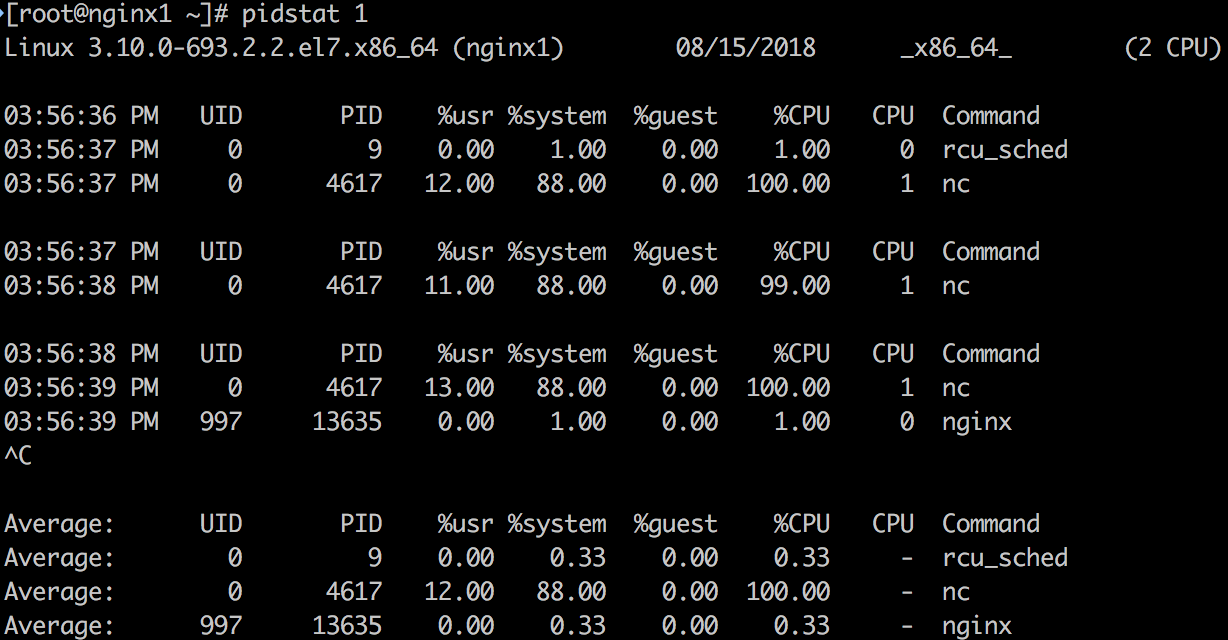 [root@nginx1 ~]# pidstat 1
Linux 3.10.0-693.2.2.el7.x86_64 (nginx1)        08/15/2018      _x86_64_        (2 CPU)

03:56:36 PM   UID       PID    %usr %system  %guest    %CPU   CPU  Command
03:56:37 PM     0         9    0.00    1.00    0.00    1.00     0  rcu_sched
03:56:37 PM     0      4617   12.00   88.00    0.00  100.00     1  nc

03:56:37 PM   UID       PID    %usr %system  %guest    %CPU   CPU  Command
03:56:38 PM     0      4617   11.00   88.00    0.00   99.00     1  nc

03:56:38 PM   UID       PID    %usr %system  %guest    %CPU   CPU  Command
03:56:39 PM     0      4617   13.00   88.00    0.00  100.00     1  nc
03:56:39 PM   997     13635    0.00    1.00    0.00    1.00     0  nginx
^C

Average:      UID       PID    %usr %system  %guest    %CPU   CPU  Command
Average:        0         9    0.00    0.33    0.00    0.33     -  rcu_sched
Average:        0      4617   12.00   88.00    0.00  100.00     -  nc
Average:      997     13635    0.00    0.33    0.00    0.33     -  nginx